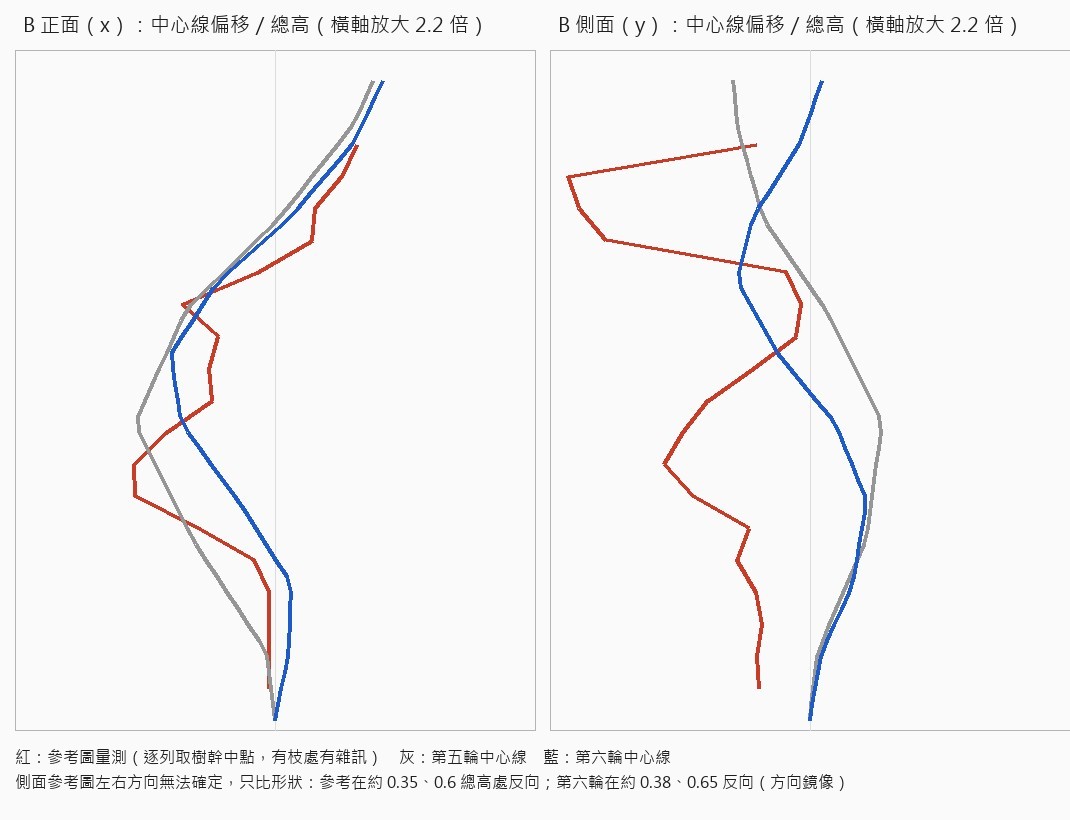 B 正面 ( x ) ：中心線偏移 / 總高 ( 橫軸放大 2.2 倍 )
B 側面 ( y ) ：中心線偏移 / 總高 ( 橫軸放大 2.2 倍 )
紅：參考圖量測 ( 逐列取樹幹中點，有枝處有雜訊 ) 灰：第五輪中心線 藍：第六輪中心線
側面參考圖左右方向無法確定，只比形狀：參考在約 0.35、0.6 總高處反向；第六輪在約 0.38、0.65 反向 ( 方向鏡像 )